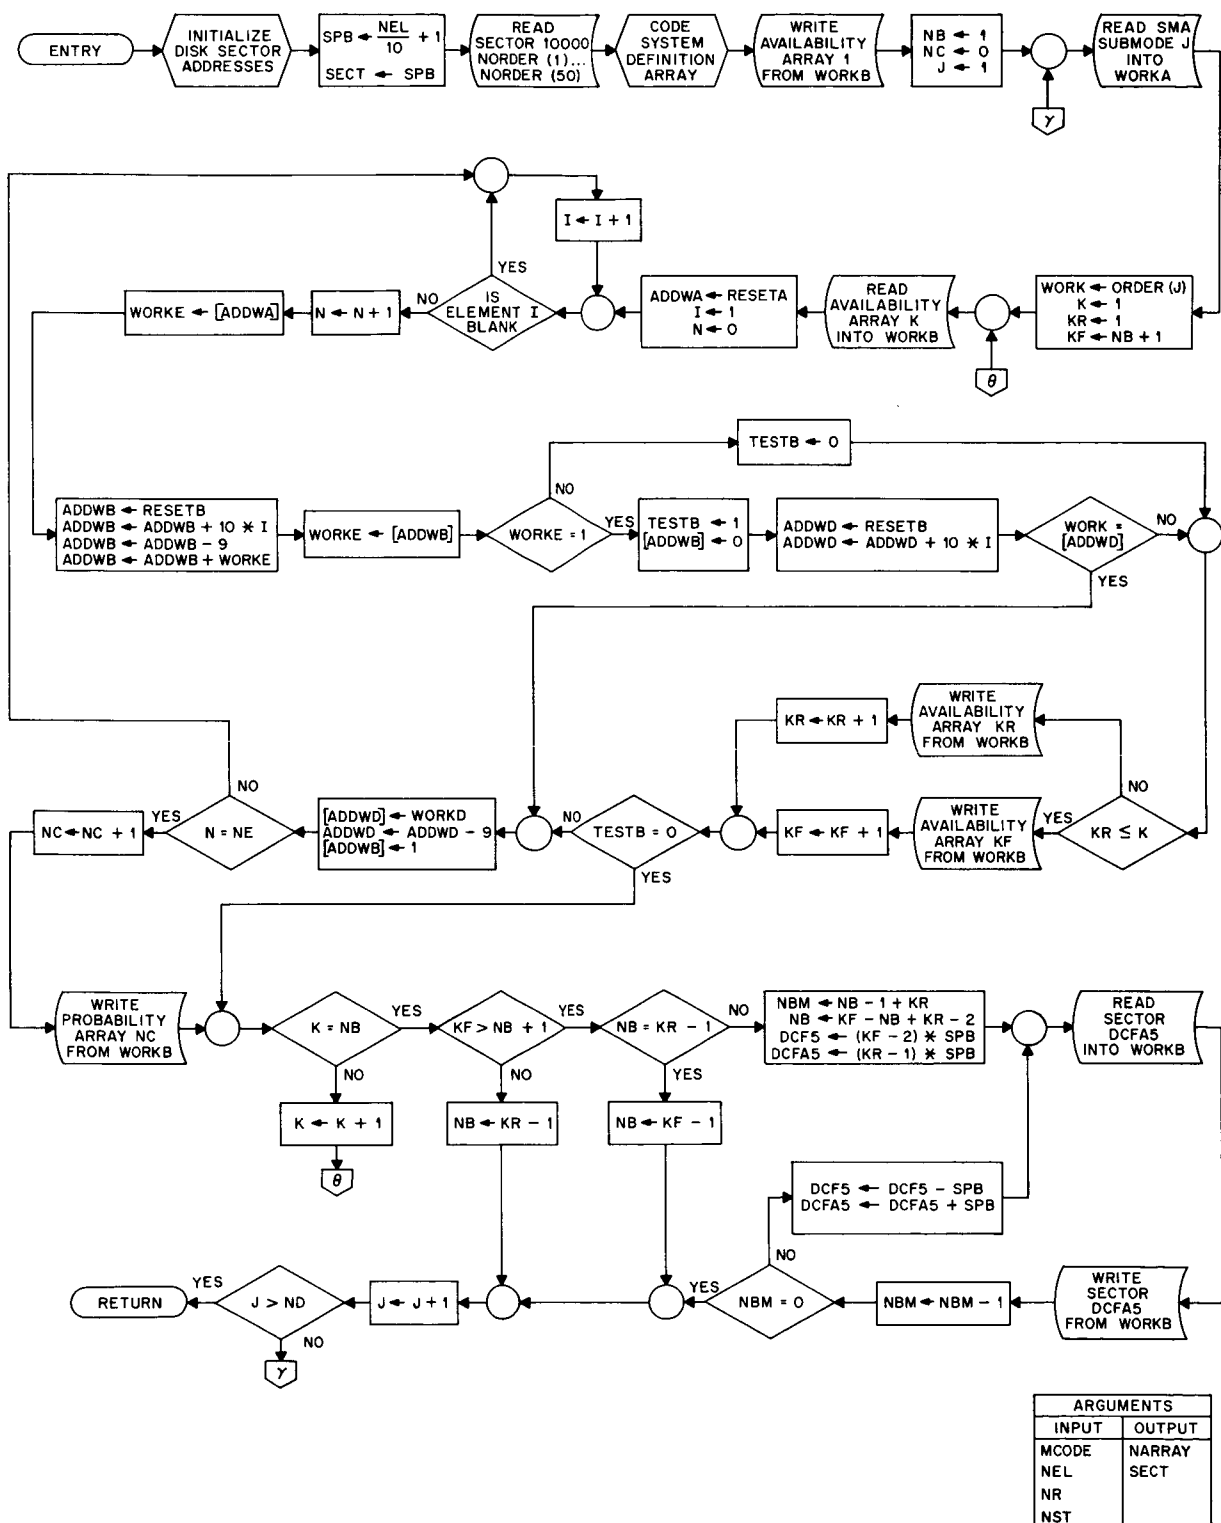 ENTRY
INITIALIZE
DISK SECTOR
ADDRESSES
SPB ← NEL/10 + 1
SECT ← SPB
READ
SECTOR 10000
NORDER (1)...
NORDER (50)
CODE
SYSTEM
DEFINITION
ARRAY
WRITE
AVAILABILITY
ARRAY 1
FROM WORKB
NB ← 1
NC ← 0
J ← 1
γ
READ SMA
SUBMODE J
INTO
WORKA
WORK ← ORDER (J)
K ← 1
KR ← 1
KF ← NB + 1
θ
READ
AVAILABILITY
ARRAY K
INTO WORKB
ADDWA ← RESETA
I ← 1
N ← 0
I ← I + 1
YES
IS
ELEMENT I
BLANK
NO
N ← N + 1
WORKE ← [ADDWA]
ADDWB ← RESETB
ADDWB ← ADDWB + 10 * I
ADDWB ← ADDWB - 9
ADDWB ← ADDWB + WORKE
WORKE ← [ADDWB]
WORKE = 1
NO
TESTB ← 0
YES
TESTB ← 1
[ADDWB] ← 0
ADDWD ← RESETB
ADDWD ← ADDWD + 10 * I
WORK =
[ADDWD]
NO
YES
KR ≤ K
NO
WRITE
AVAILABILITY
ARRAY KR
FROM WORKB
KR ← KR + 1
YES
WRITE
AVAILABILITY
ARRAY KF
FROM WORKB
KF ← KF + 1
TESTB = 0
NO
YES
[ADDWD] ← WORKD
ADDWD ← ADDWD - 9
[ADDWB] ← 1
N = NE
NO
YES
NC ← NC + 1
WRITE
PROBABILITY
ARRAY NC
FROM WORKB
K = NB
YES
NO
K ← K + 1
θ
KF > NB + 1
YES
NO
NB ← KR - 1
NB = KR - 1
NO
YES
NB ← KF - 1
NBM ← NB - 1 + KR
NB ← KF - NB + KR - 2
DCF5 ← (KF - 2) * SPB
DCFA5 ← (KR - 1) * SPB
READ
SECTOR
DCFA5
INTO WORKB
DCF5 ← DCF5 - SPB
DCFA5 ← DCFA5 + SPB
NO
WRITE
SECTOR
DCFA5
FROM WORKB
NBM ← NBM - 1
NBM = 0
YES
J ← J + 1
J > ND
YES
RETURN
NO
γ
ARGUMENTS
INPUT OUTPUT
MCODE NARRAY
NEL SECT
NR
NST